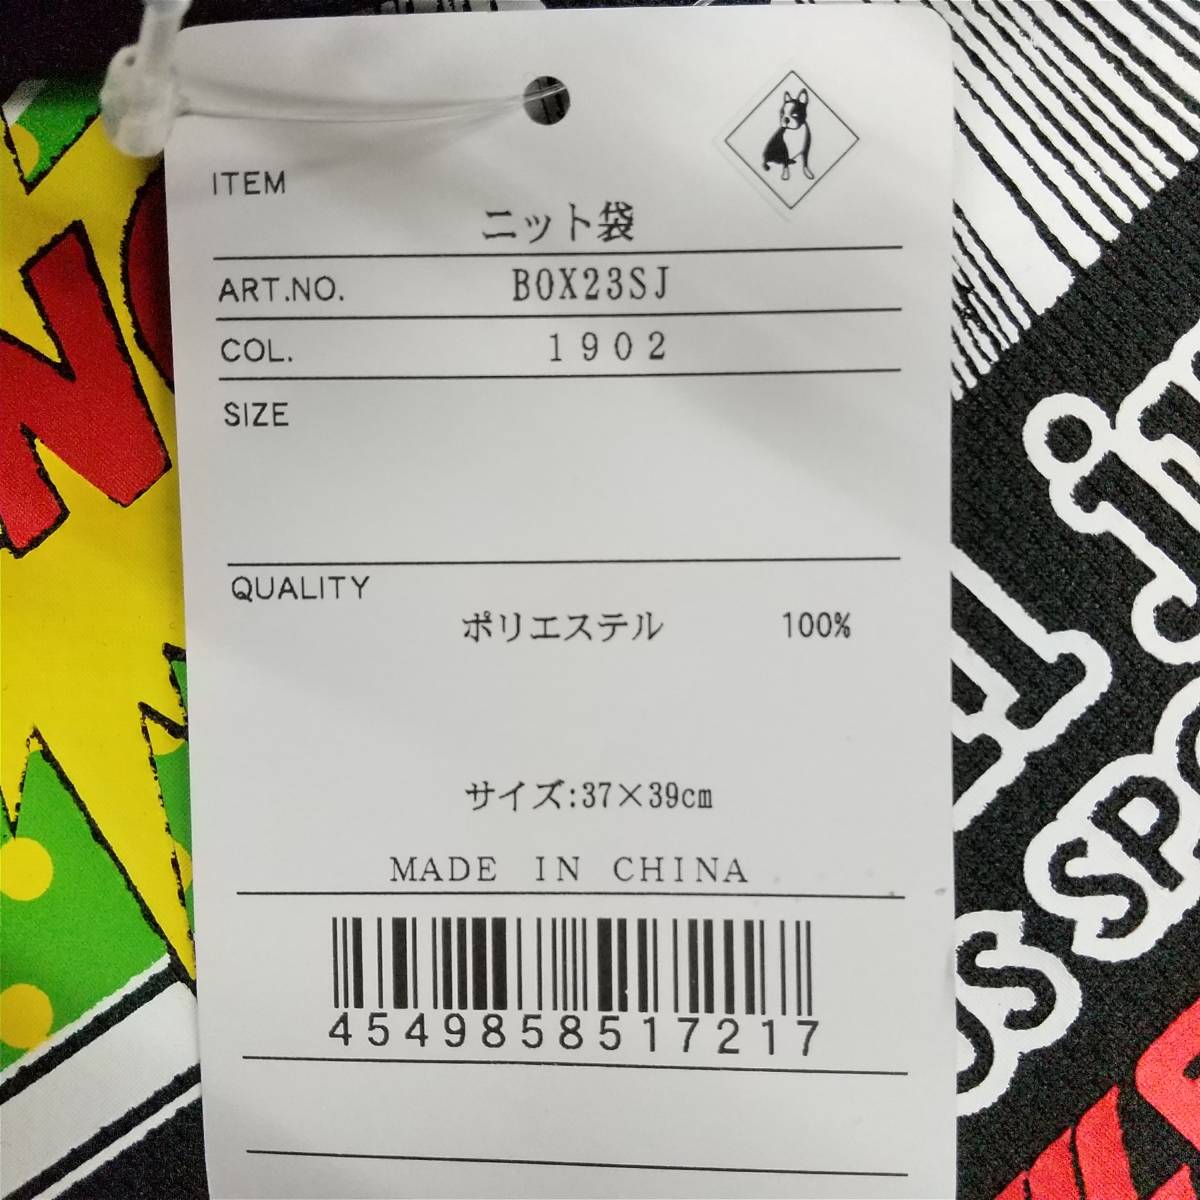 ITEM
ニット袋
ART.NO. BOX23SJ
COL. 1902
SIZE
QUALITY
ポリエステル 100%
サイズ:37×39cm
MADE IN CHINA
4549858517217